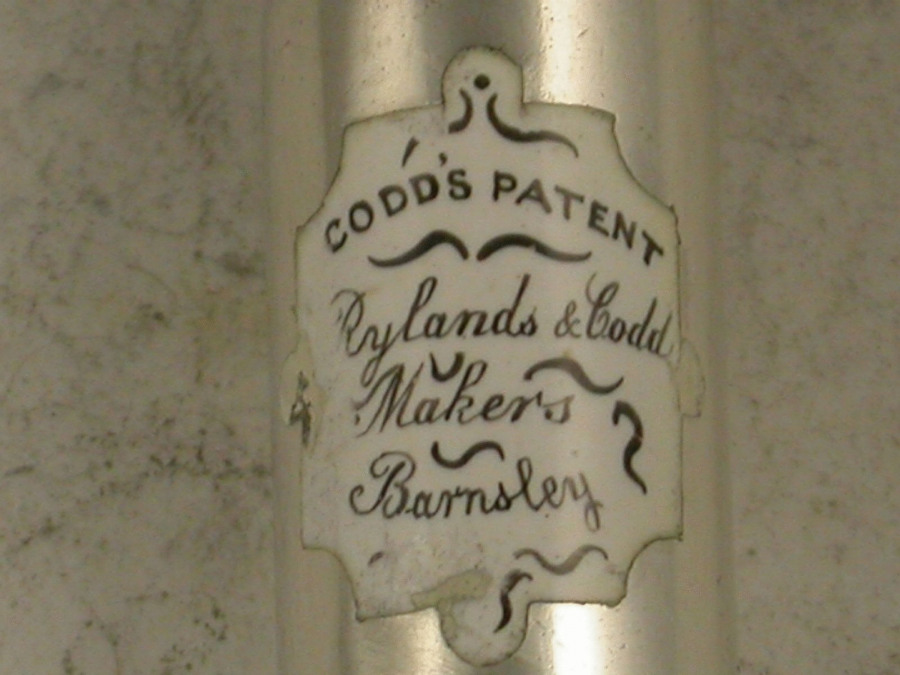 CODD'S PATENT
Rylands & Codd
Makers
Barnsley